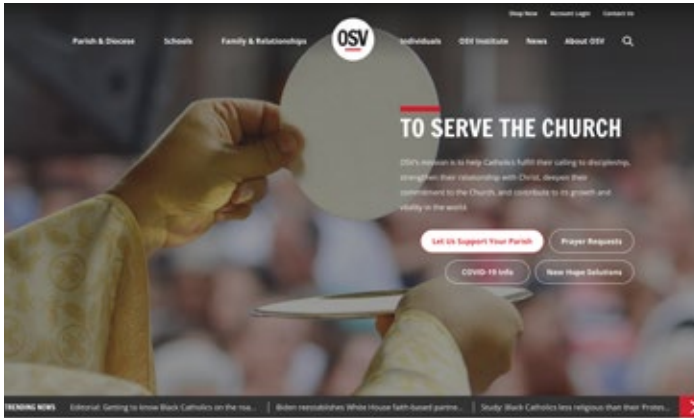 Shop Now Account Login Contact Us
Parish & Diocese Schools Family & Relationships OSV Individuals OSV Institute News About OSV
TO SERVE THE CHURCH
OSV's mission is to help Catholics fulfill their calling to discipleship,
strengthen their relationship with Christ, deepen their
commitment to the Church, and contribute to its growth and
vitality in the world.
Let Us Support Your Parish Prayer Requests
COVID-19 Info New Hope Solutions
TRENDING NEWS Editorial: Getting to know Black Catholics on the roa... Biden reestablishes White House faith-based partne... Study: Black Catholics less religious than their Protes...